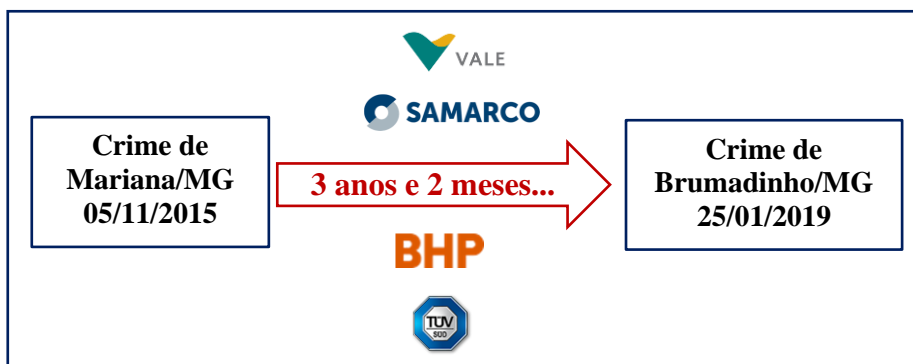 VALE
SAMARCO
Crime de
Mariana/MG
05/11/2015
3 anos e 2 meses...
Crime de
Brumadinho/MG
25/01/2019
BHP
TÜV
SÜD